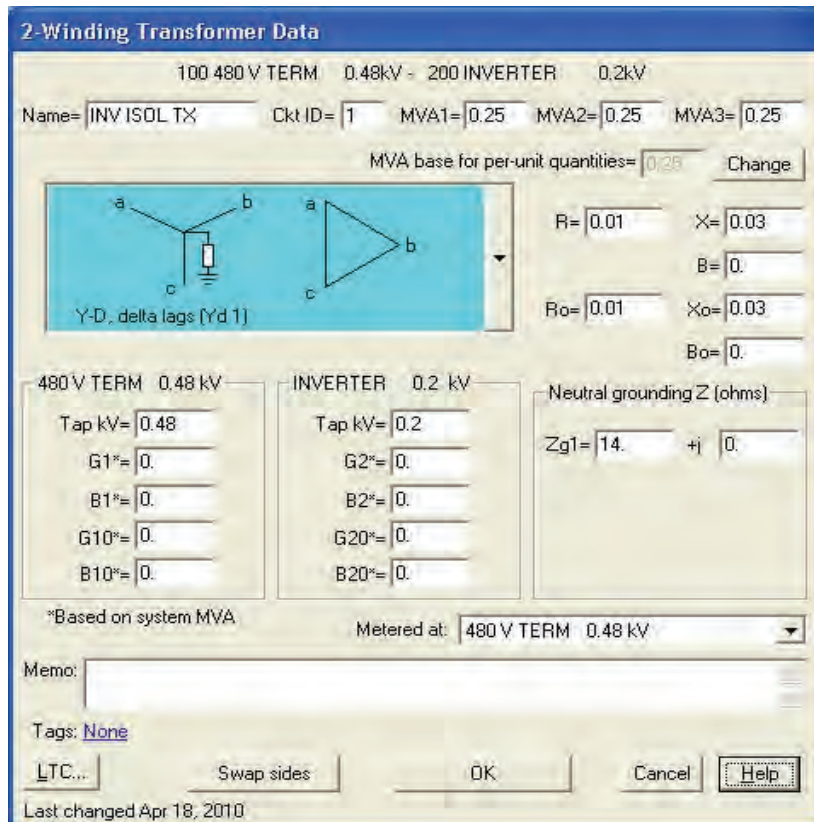 2-Winding Transformer Data
100 480 V TERM 0.48kV - 200 INVERTER 0.2kV
Name= INV ISOL TX Ckt ID= 1 MVA1= 0.25 MVA2= 0.25 MVA3= 0.25
MVA base for per-unit quantities= 0.25 Change
a b c a b c
Y-D, delta lags (Yd 1)
R= 0.01 X= 0.03
B= 0.
Ro= 0.01 Xo= 0.03
Bo= 0.
480 V TERM 0.48 kV
Tap kV= 0.48
G1*= 0.
B1*= 0.
G10*= 0.
B10*= 0.
INVERTER 0.2 kV
Tap kV= 0.2
G2*= 0.
B2*= 0.
G20*= 0.
B20*= 0.
Neutral grounding Z (ohms)
Zg1= 14. +j 0.
*Based on system MVA
Metered at: 480 V TERM 0.48 kV
Memo:
Tags: None
LTC... Swap sides OK Cancel Help
Last changed Apr 18, 2010